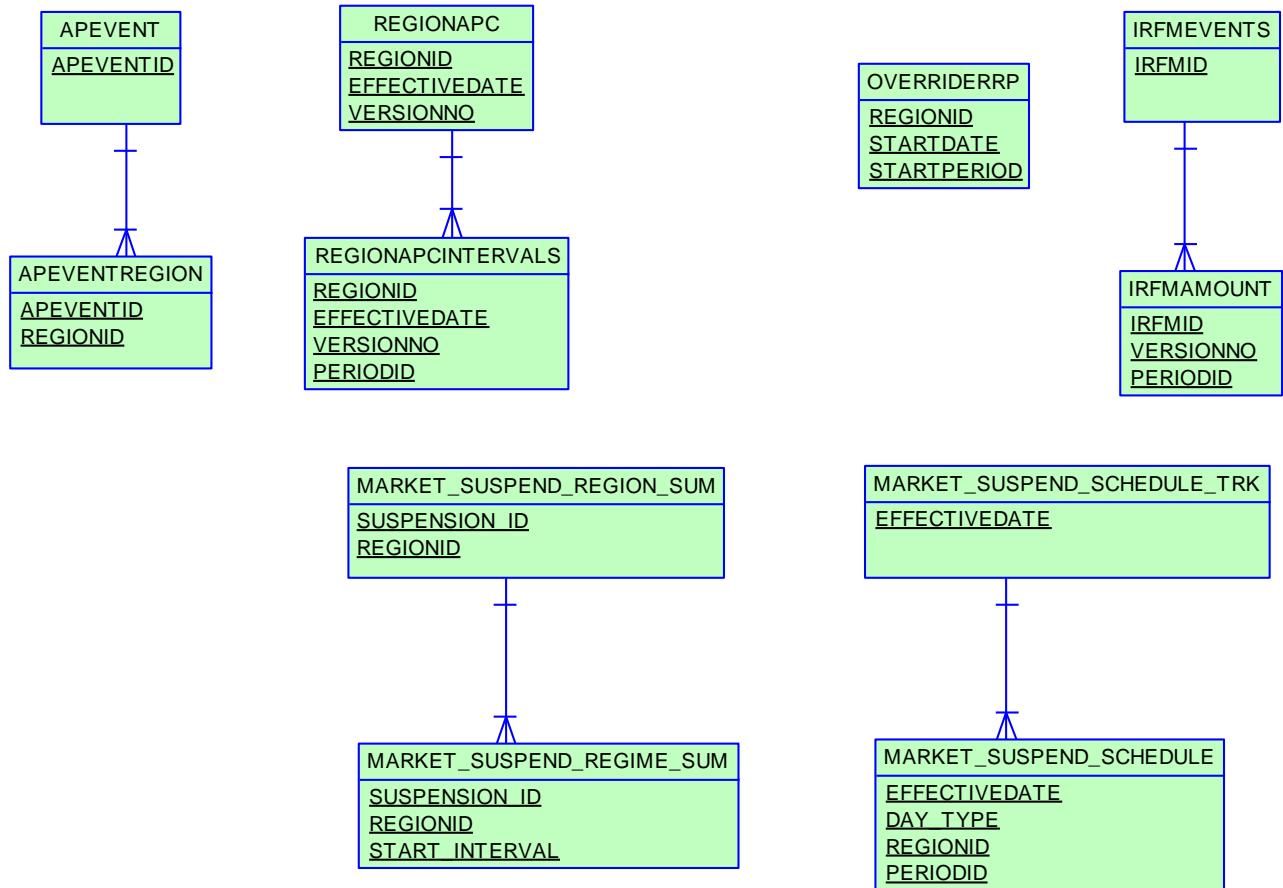 APEVENT
APEVENTID
REGIONAPC
REGIONID
EFFECTIVEDATE
VERSIONNO
OVERRIDERRP
REGIONID
STARTDATE
STARTPERIOD
IRFMEVENTS
IRFMID
APEVENTREGION
APEVENTID
REGIONID
REGIONAPCINTERVALS
REGIONID
EFFECTIVEDATE
VERSIONNO
PERIODID
IRFMAMOUNT
IRFMID
VERSIONNO
PERIODID
MARKET_SUSPEND_REGION_SUM
SUSPENSION_ID
REGIONID
MARKET_SUSPEND_SCHEDULE_TRK
EFFECTIVEDATE
MARKET_SUSPEND_REGIME_SUM
SUSPENSION_ID
REGIONID
START_INTERVAL
MARKET_SUSPEND_SCHEDULE
EFFECTIVEDATE
DAY_TYPE
REGIONID
PERIODID